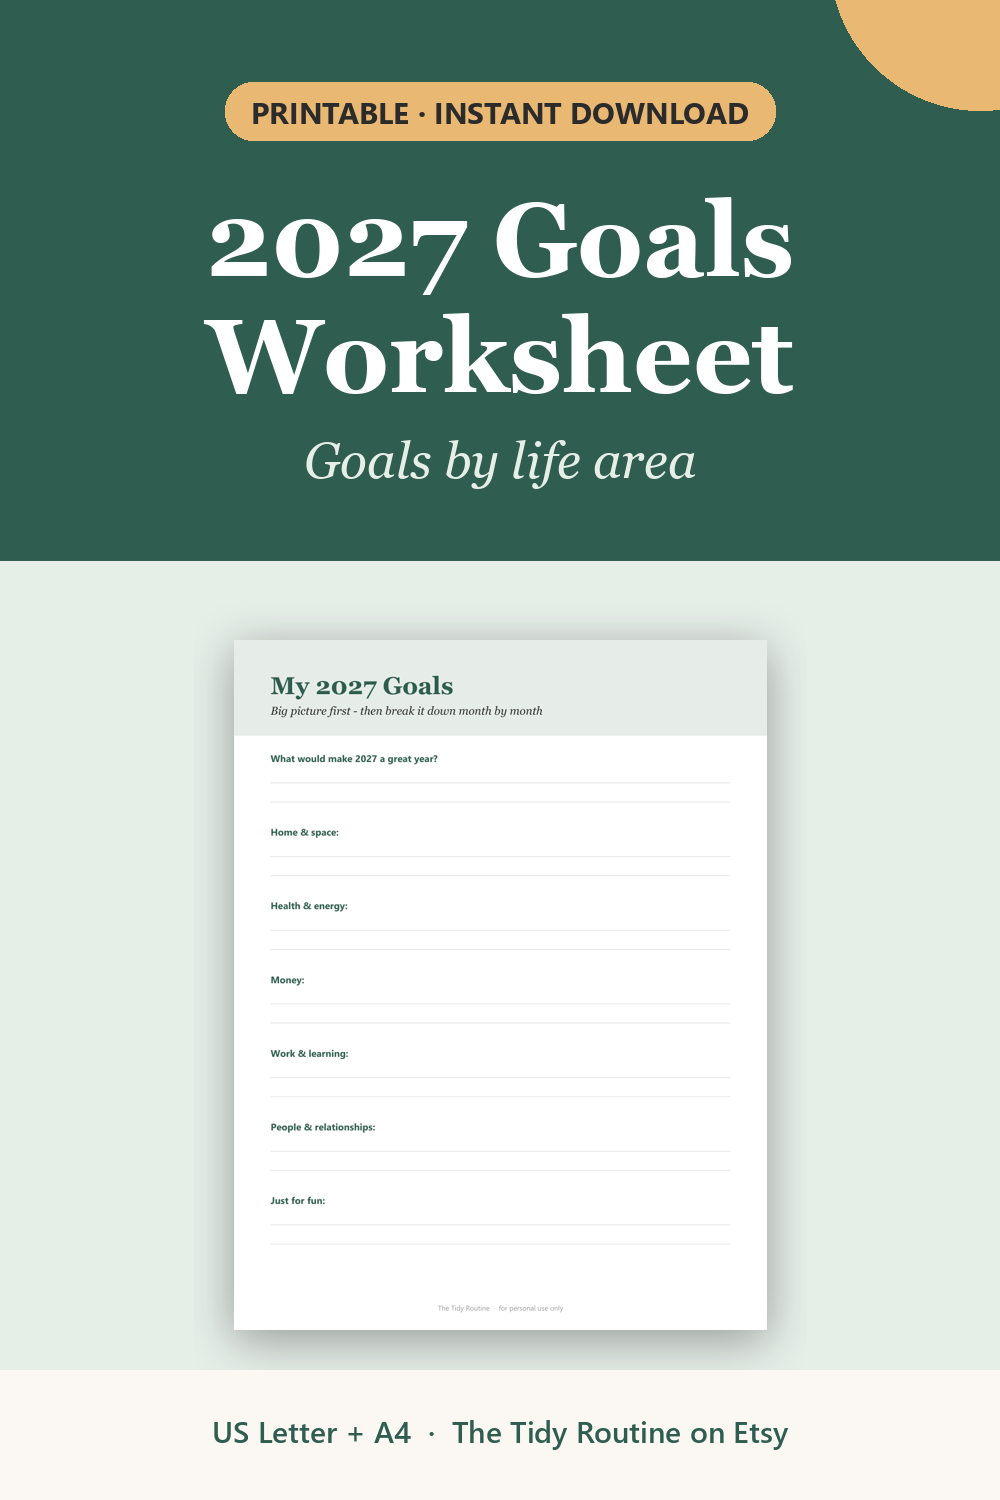 PRINTABLE · INSTANT DOWNLOAD
2027 Goals
Worksheet
Goals by life area
My 2027 Goals
Big picture first - then break it down month by month
What would make 2027 a great year?
Home & space:
Health & energy:
Money:
Work & learning:
People & relationships:
Just for fun:
The Tidy Routine · for personal use only
US Letter + A4 · The Tidy Routine on Etsy